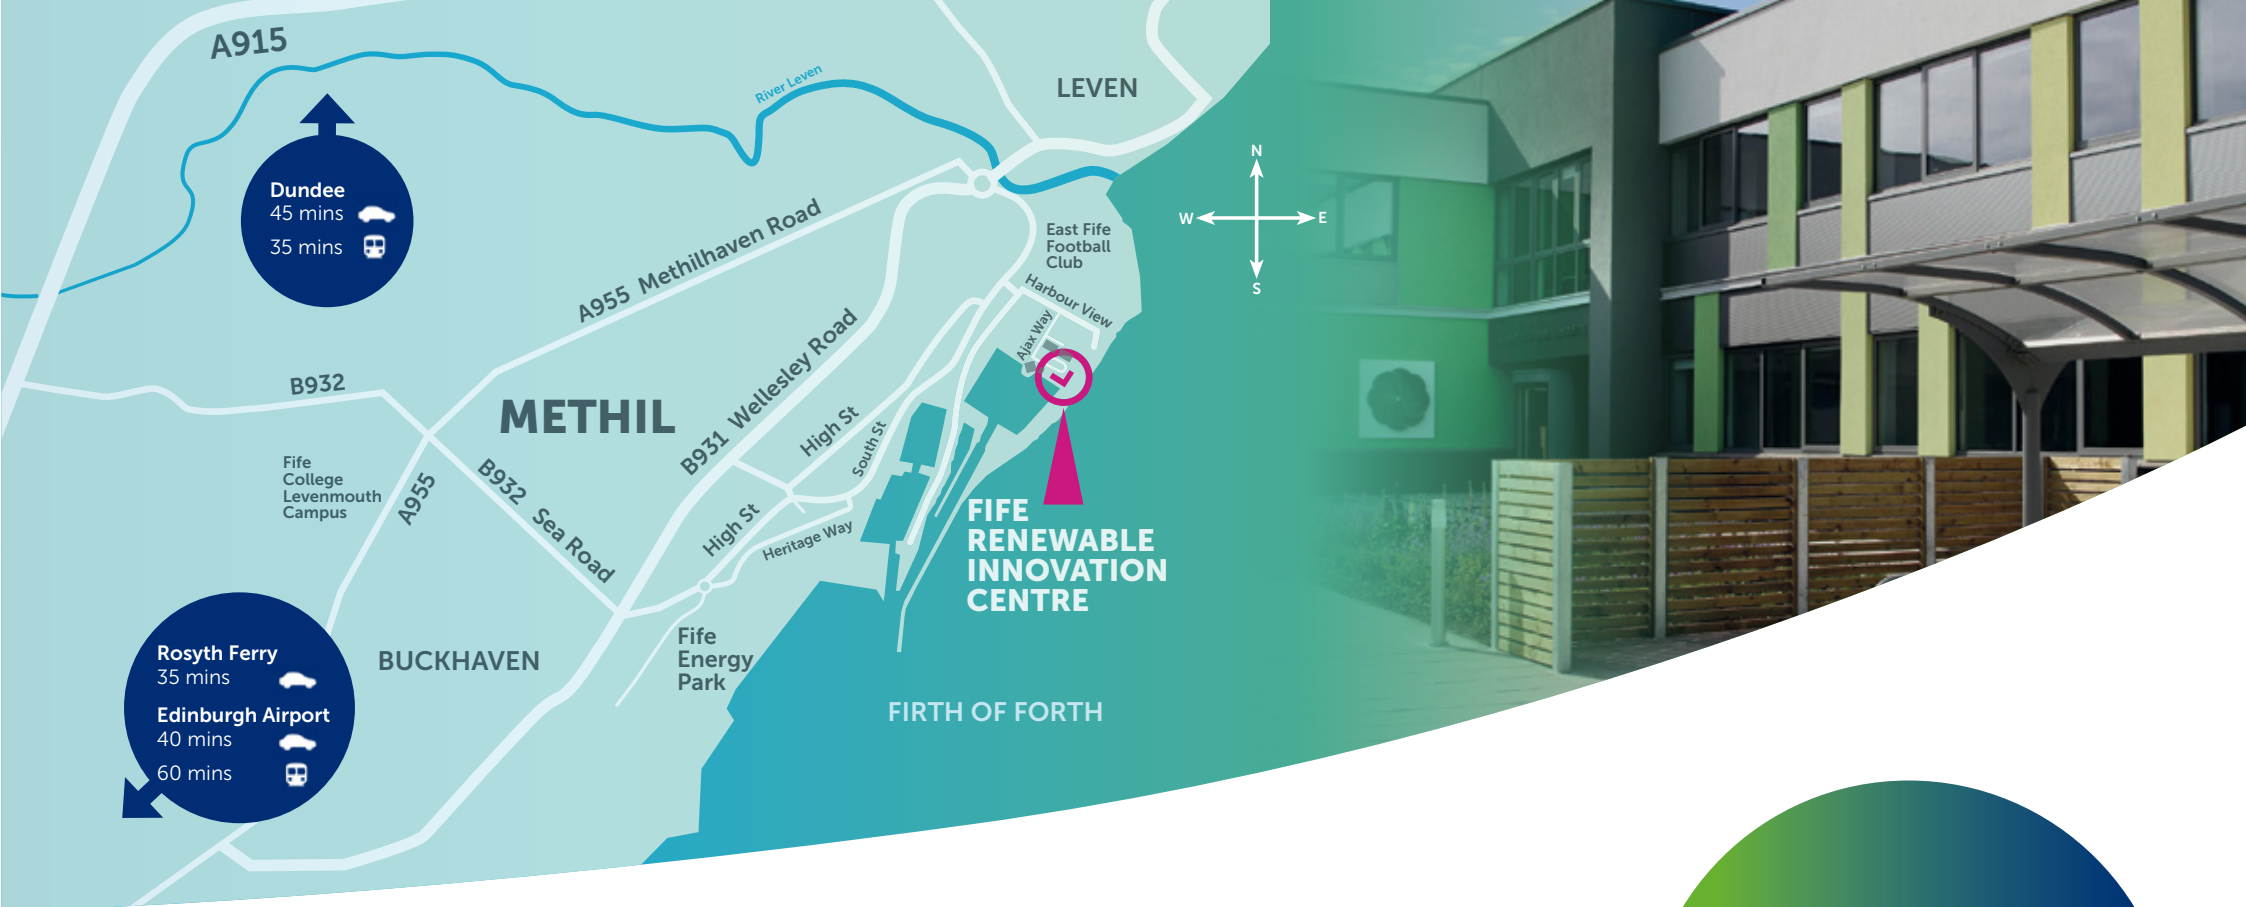 A915
River Leven
LEVEN
N
W
E
S
Dundee
45 mins
35 mins
A955 Methilhaven Road
East Fife
Football
Club
Harbour View
Ajax Way
B932
METHIL
B931 Wellesley Road
High St
South St
Fife
College
Levenmouth
Campus
A955
B932 Sea Road
High St
Heritage Way
FIFE
RENEWABLE
INNOVATION
CENTRE
Fife
Energy
Park
BUCKHAVEN
Rosyth Ferry
35 mins
Edinburgh Airport
40 mins
60 mins
FIRTH OF FORTH